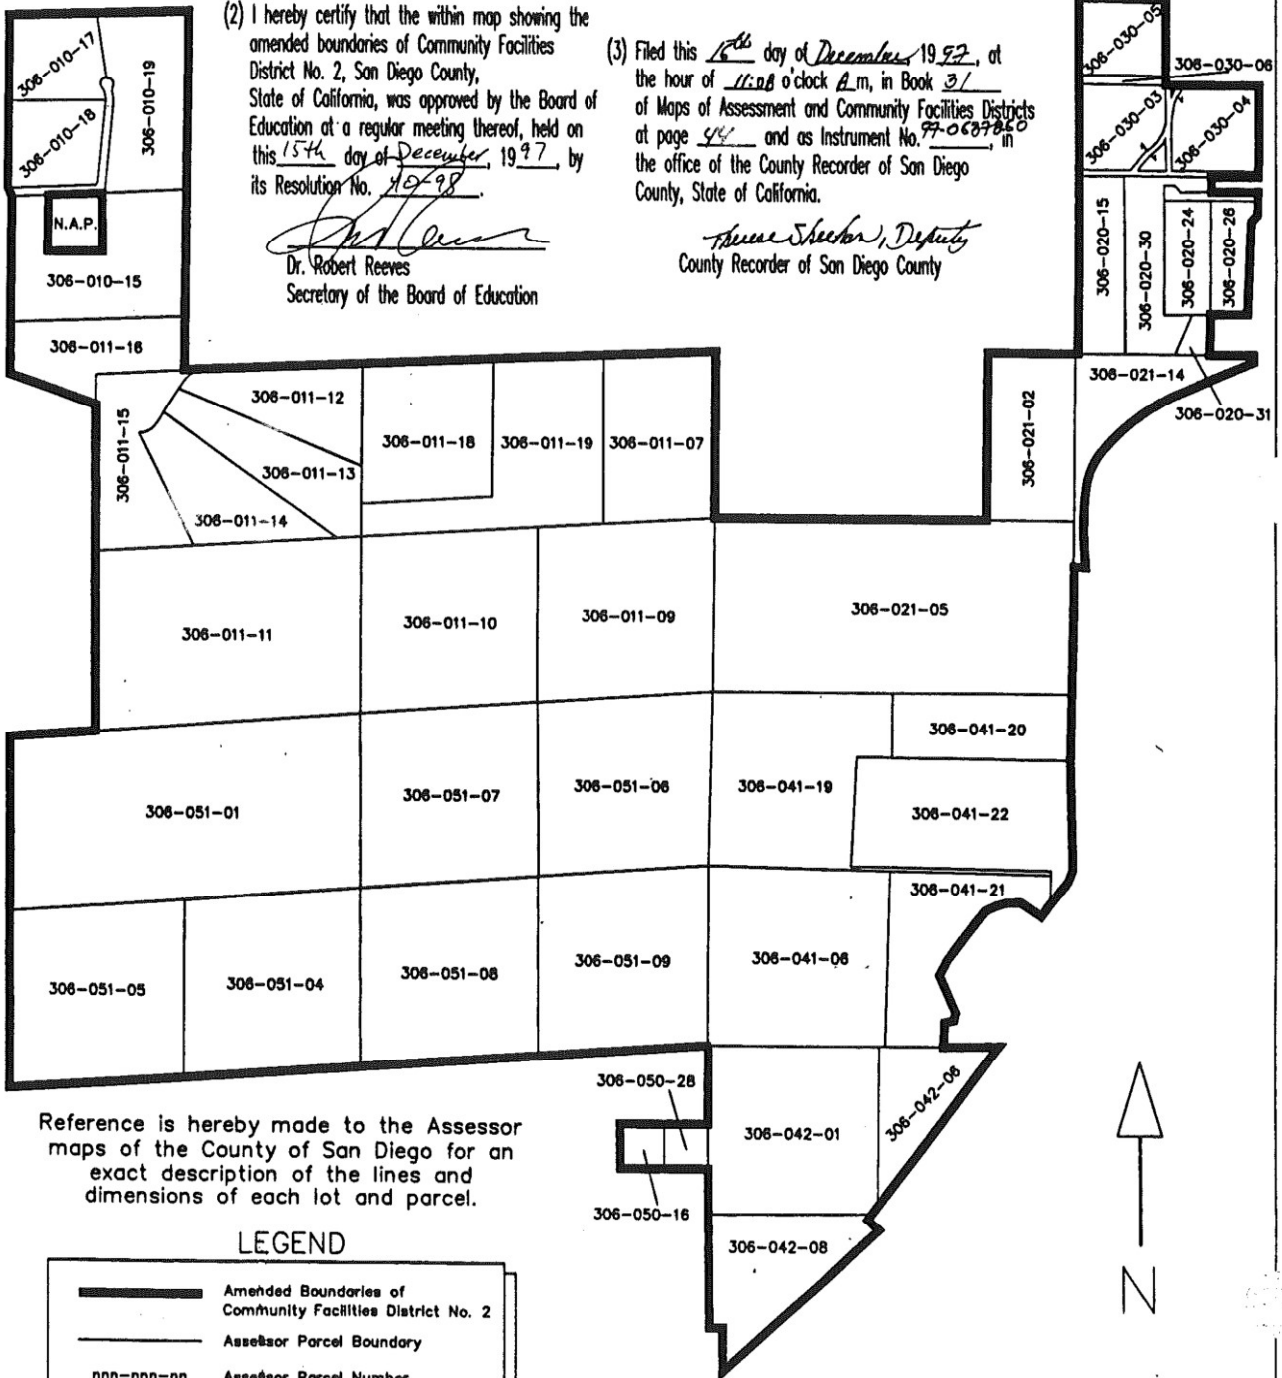 (2) I hereby certify that the within map showing the
amended boundaries of Community Facilities
District No. 2, San Diego County,
State of California, was approved by the Board of
Education at a regular meeting thereof, held on
this 15th day of December, 1997, by
its Resolution No. 40-98.
Dr. Robert Reeves
Secretary of the Board of Education
(3) Filed this 16th day of December, 1997, at
the hour of 11:08 o'clock A.m, in Book 31
of Maps of Assessment and Community Facilities Districts
at page 44 and as Instrument No. 97-0637860, in
the office of the County Recorder of San Diego
County, State of California.
Therese Sheehan, Deputy
County Recorder of San Diego County
306-010-17
306-010-18
306-010-19
N.A.P.
306-010-15
306-011-16
306-030-05
306-030-06
306-030-03
306-030-04
306-020-15
306-020-30
306-020-24
306-020-26
306-021-14
306-020-31
306-021-02
306-011-15
306-011-12
306-011-13
306-011-14
306-011-18
306-011-19
306-011-07
306-011-11
306-011-10
306-011-09
306-021-05
306-051-01
306-051-07
306-051-06
306-041-19
306-041-20
306-041-22
306-041-21
306-051-05
306-051-04
306-051-08
306-051-09
306-041-06
306-050-28
306-050-16
306-042-01
306-042-06
306-042-08
Reference is hereby made to the Assessor
maps of the County of San Diego for an
exact description of the lines and
dimensions of each lot and parcel.
LEGEND
Amended Boundaries of
Community Facilities District No. 2
Assessor Parcel Boundary
nnn-nnn-nn Assessor Parcel Number
N